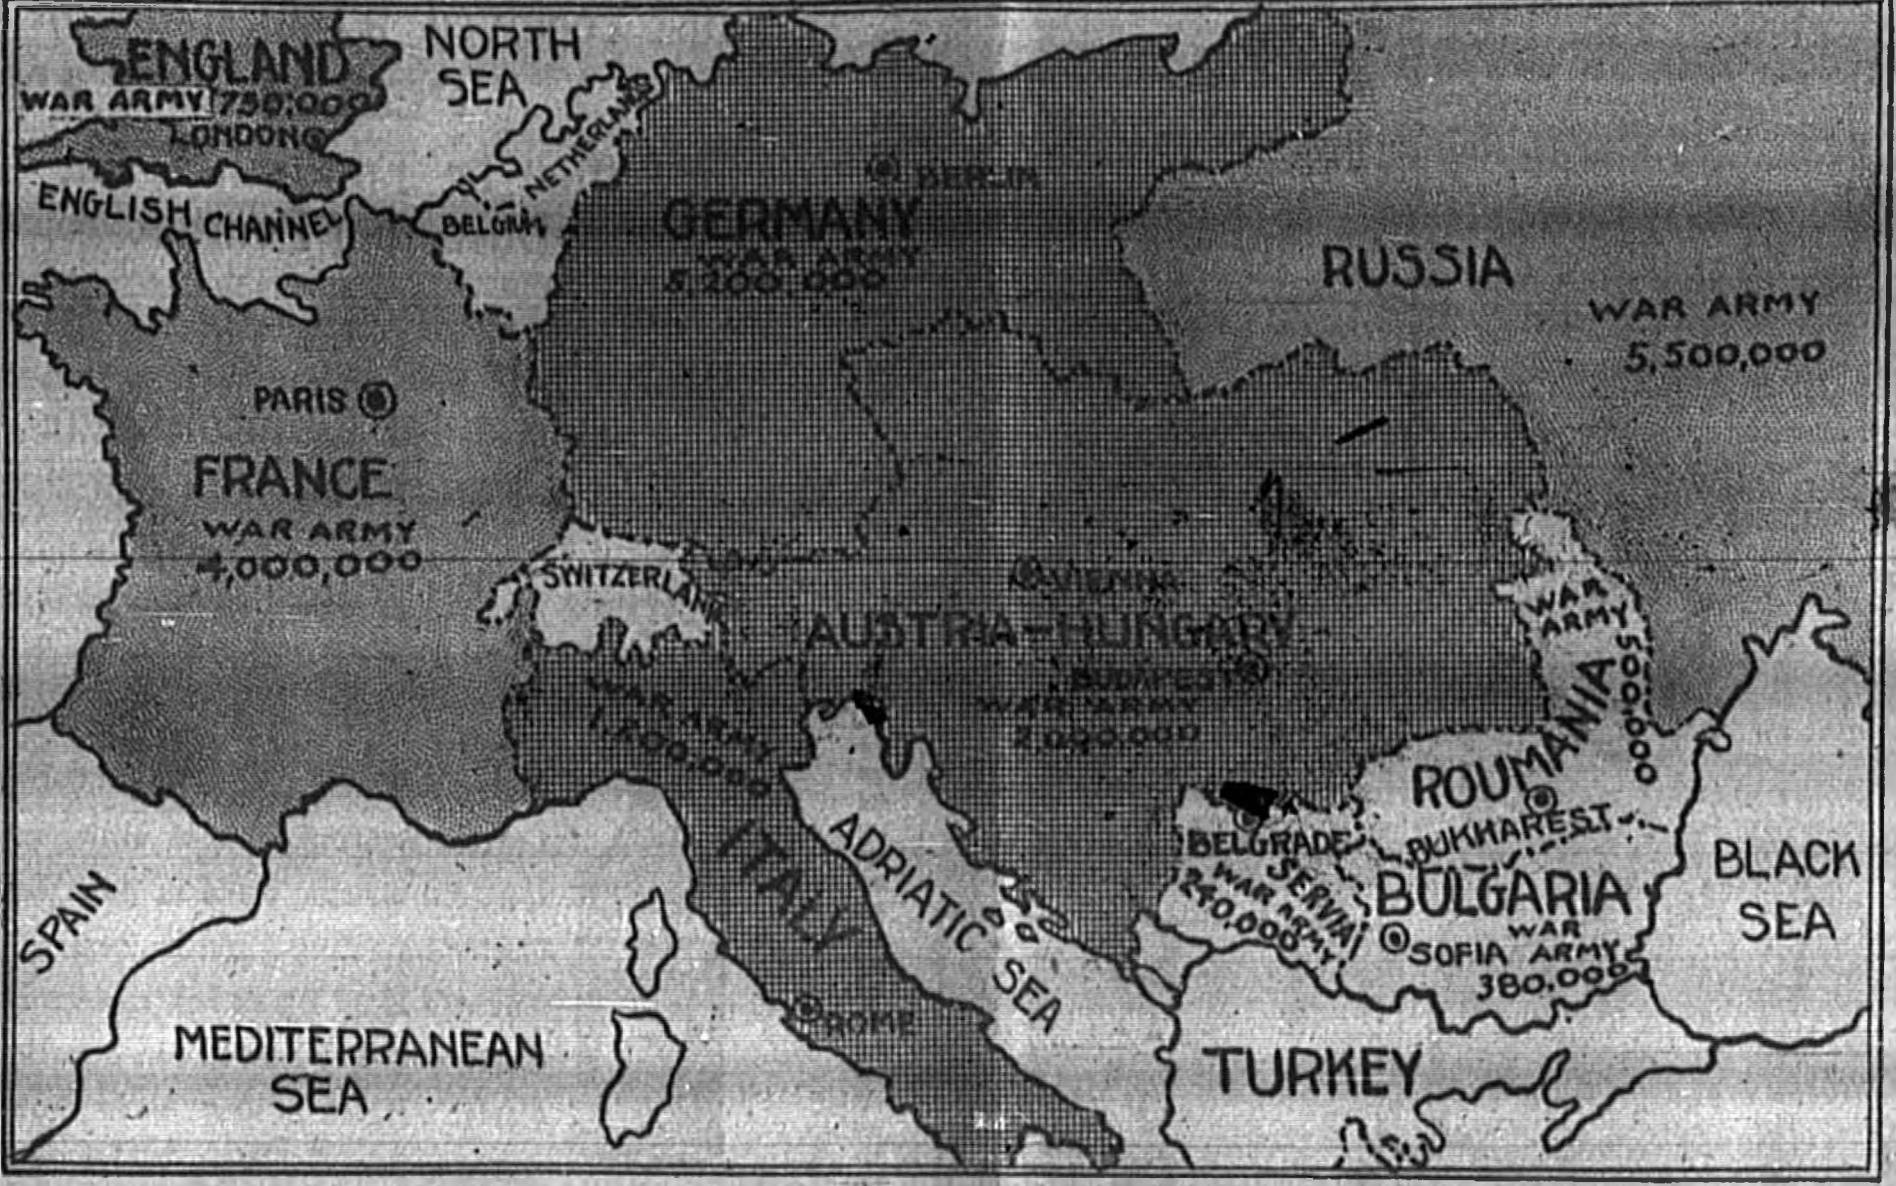 ENGLAND
WAR ARMY 750,000
LONDON
NORTH
SEA
NETHERLAND
BELGIUM
ENGLISH CHANNEL
BERLIN
GERMANY
WAR ARMY
5,200,000
RUSSIA
WAR ARMY
5,500,000
PARIS
FRANCE
WAR ARMY
4,000,000
SWITZERLAND
VIENNA
AUSTRIA-HUNGARY
BUDAPEST
WAR ARMY
2,000,000
WAR
ARMY
500,000
ROUMANIA
BUKHAREST
WAR ARMY
1,200,000
ITALY
ROME
ADRIATIC SEA
BELGRADE
SERVIA
WAR ARMY
240,000
BULGARIA
SOFIA
WAR
ARMY
380,000
BLACK
SEA
SPAIN
MEDITERRANEAN
SEA
TURKEY